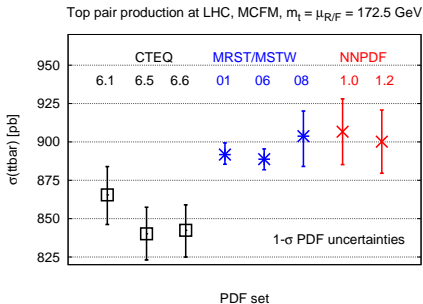 Top pair production at LHC, MCFM, mt = μR/F = 172.5 GeV
CTEQ MRST/MSTW NNPDF
6.1 6.5 6.6 01 06 08 1.0 1.2
950
925
900
875
850
825
σ(ttbar) [pb]
1-σ PDF uncertainties
PDF set